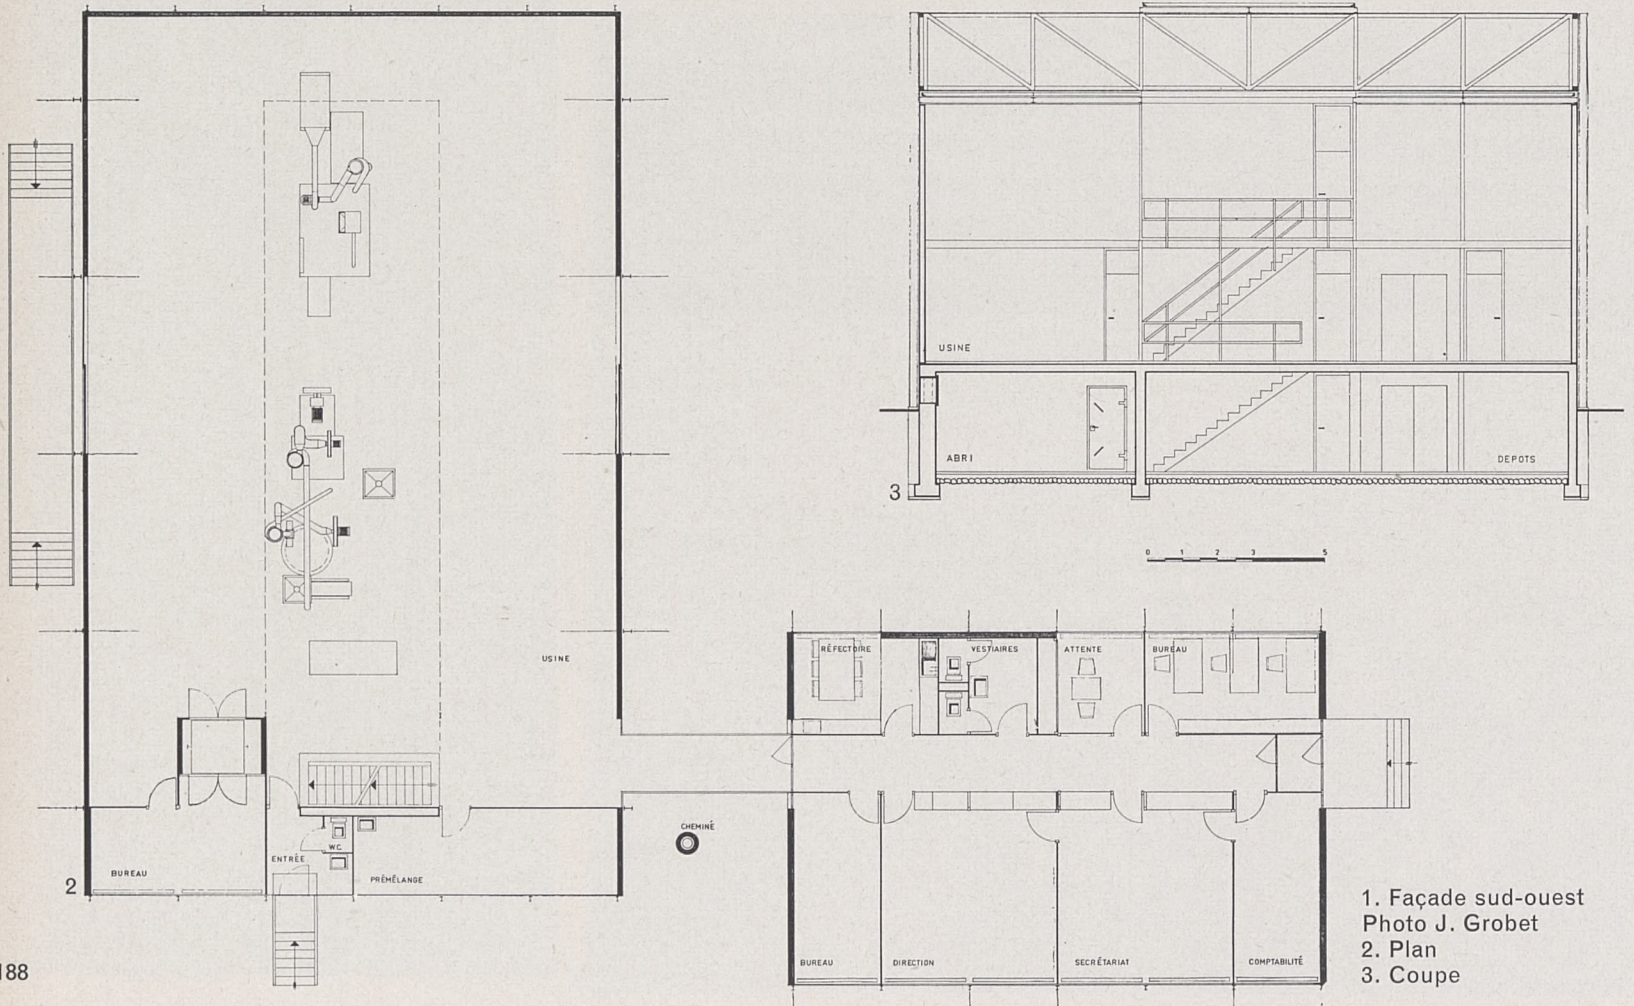 USINE
ABRI
DEPOTS
3
0 1 2 3 5
USINE
BUREAU
ENTRÉE
WC
PRÉMÉLANGE
2
CHEMINÉ
RÉFECTOIRE
VESTIAIRES
ATTENTE
BUREAU
BUREAU
DIRECTION
SECRÉTARIAT
COMPTABILITÉ
1. Façade sud-ouest
Photo J. Grobet
2. Plan
3. Coupe
188